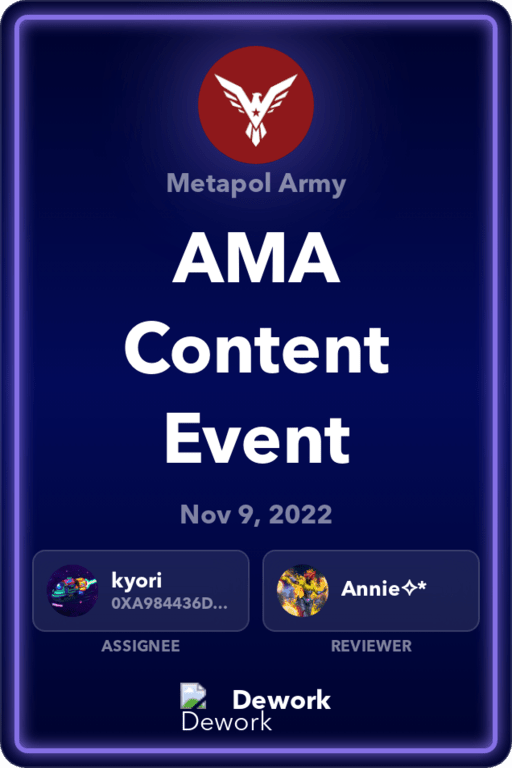 Metapol Army
AMA
Content
Event
Nov 9, 2022
kyori
0XA984436D...
Annie✧*
ASSIGNEE
REVIEWER
Dework
Dework